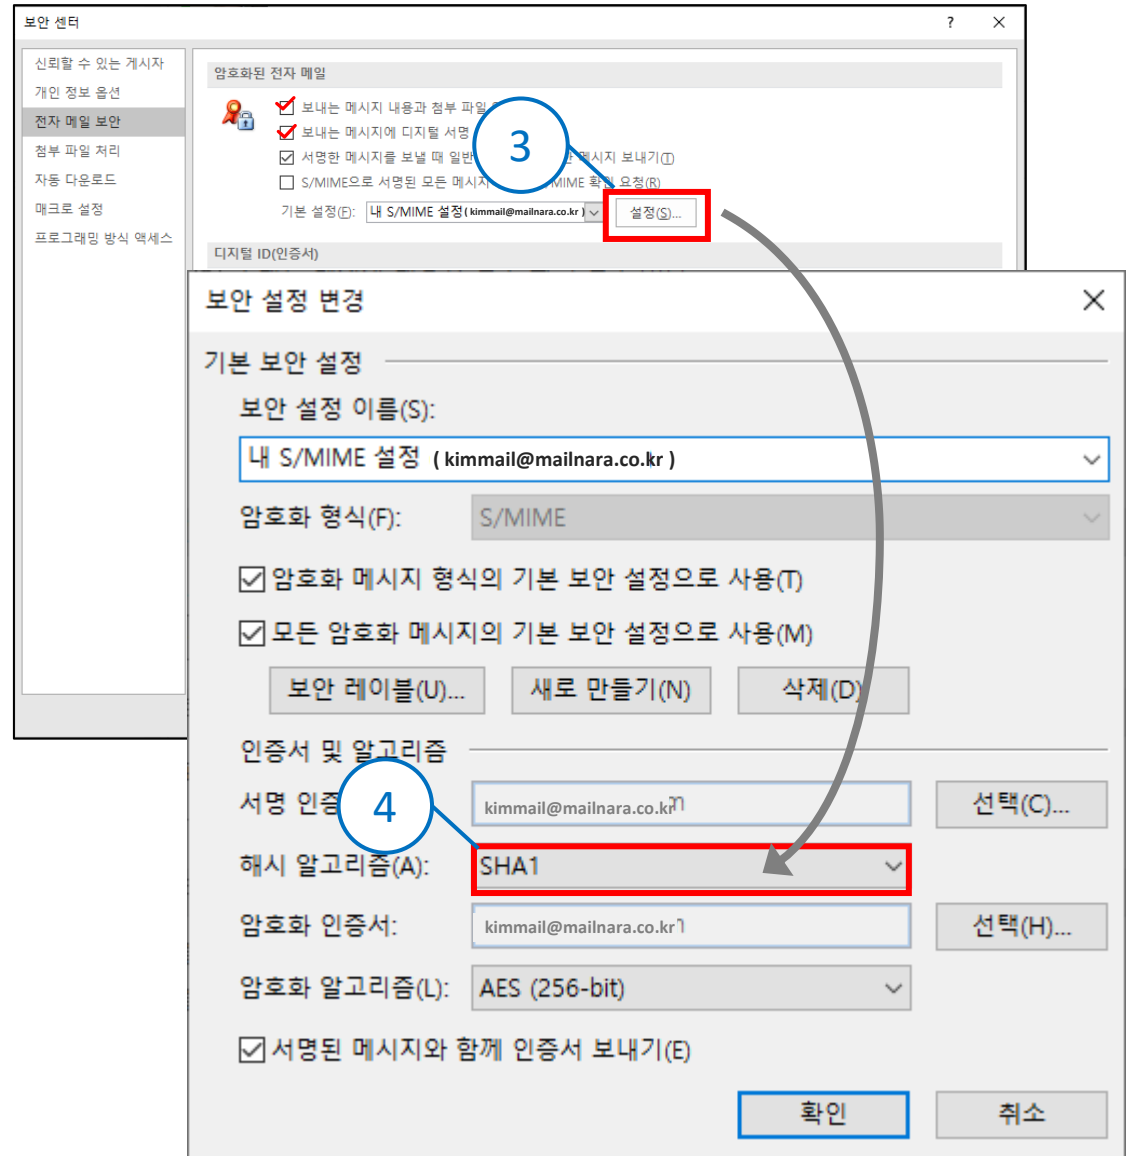 보안 센터
? ×
신뢰할 수 있는 게시자
개인 정보 옵션
전자 메일 보안
첨부 파일 처리
자동 다운로드
매크로 설정
프로그래밍 방식 액세스
암호화된 전자 메일
보내는 메시지 내용과 첨부 파일
보내는 메시지에 디지털 서명
서명한 메시지를 보낼 때 일반 메시지 보내기(T)
S/MIME으로 서명된 모든 메시지 S/MIME 확인 요청(R)
기본 설정(F): 내 S/MIME 설정 ( kimmail@mailnara.co.kr ) 설정(S)...
디지털 ID(인증서)
3
보안 설정 변경
기본 보안 설정
보안 설정 이름(S):
내 S/MIME 설정 ( kimmail@mailnara.co.kr )
암호화 형식(F): S/MIME
암호화 메시지 형식의 기본 보안 설정으로 사용(T)
모든 암호화 메시지의 기본 보안 설정으로 사용(M)
보안 레이블(U)... 새로 만들기(N) 삭제(D)
인증서 및 알고리즘
서명 인증 kimmail@mailnara.co.kr 선택(C)...
4
해시 알고리즘(A): SHA1
암호화 인증서: kimmail@mailnara.co.kr 선택(H)...
암호화 알고리즘(L): AES (256-bit)
서명된 메시지와 함께 인증서 보내기(E)
확인 취소